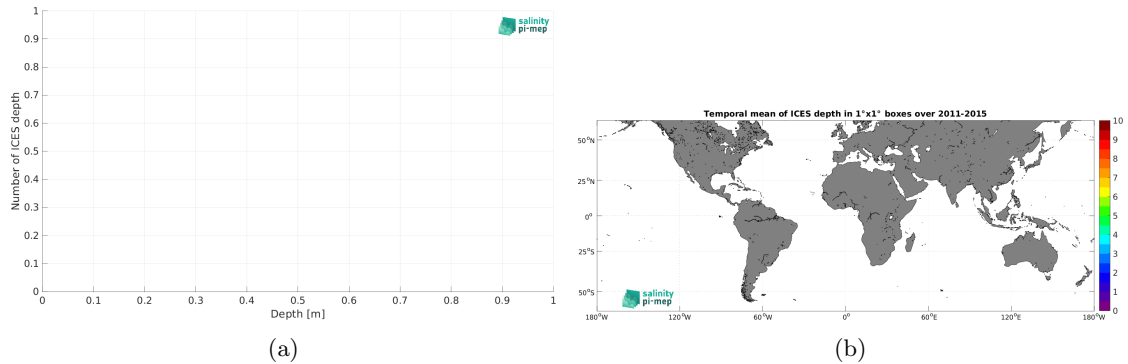 1
0.9
0.8
0.7
0.6
0.5
0.4
0.3
0.2
0.1
0
Number of ICES depth
0 0.1 0.2 0.3 0.4 0.5 0.6 0.7 0.8 0.9 1
Depth [m]
salinity
pi-mep
(a)
Temporal mean of ICES depth in 1°x1° boxes over 2011-2015
50°N
25°N
0°
25°S
50°S
180°W 120°W 60°W 0° 60°E 120°E 180°E
salinity
pi-mep
10
9
8
7
6
5
4
3
2
1
0
(b)